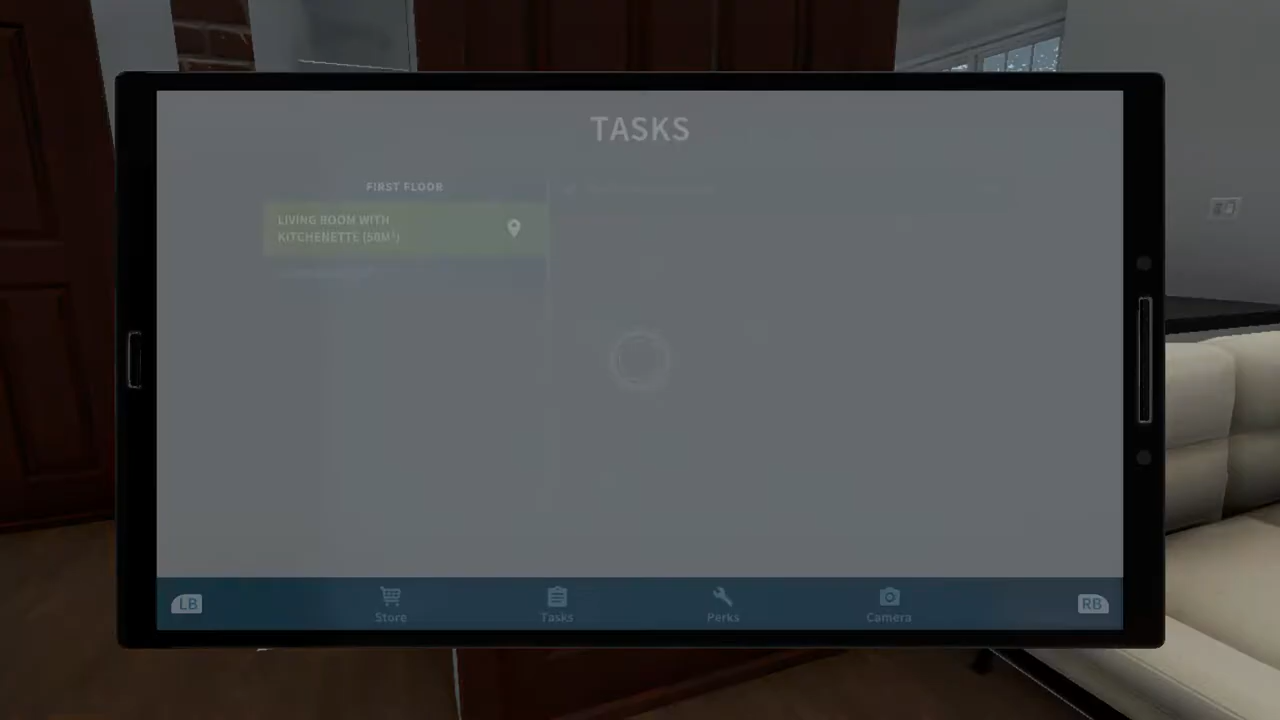 TASKS
FIRST FLOOR
LIVING ROOM WITH
KITCHENETTE (58M²)
LB
Store
Tasks
Perks
Camera
RB